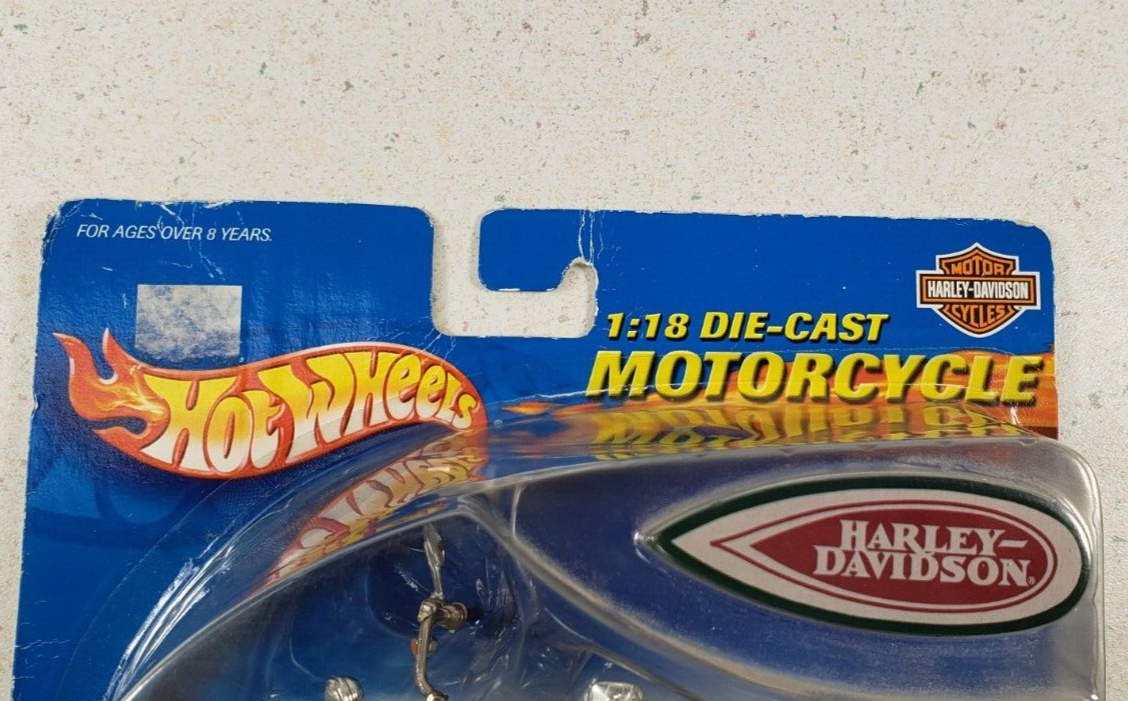 FOR AGES OVER 8 YEARS.
HOT WHEELS
1:18 DIE-CAST
MOTORCYCLE
MOTOR
HARLEY-DAVIDSON
CYCLES
HARLEY-
DAVIDSON®